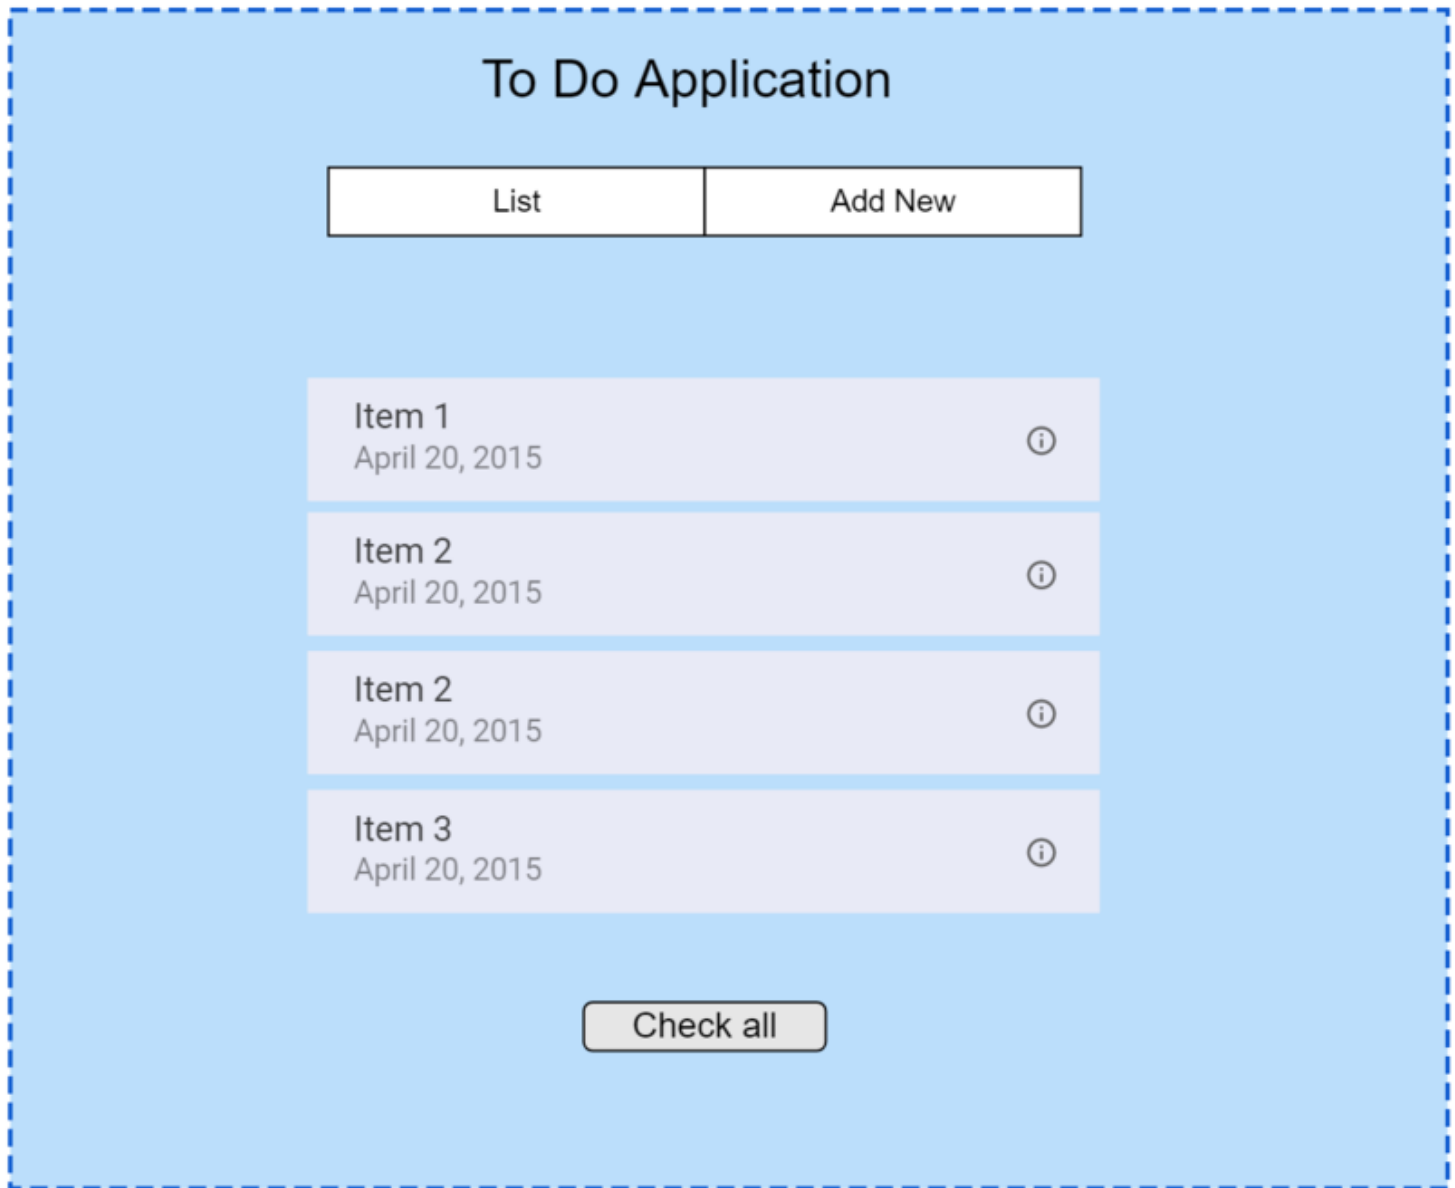 To Do Application
List
Add New
Item 1
April 20, 2015
Item 2
April 20, 2015
Item 2
April 20, 2015
Item 3
April 20, 2015
Check all